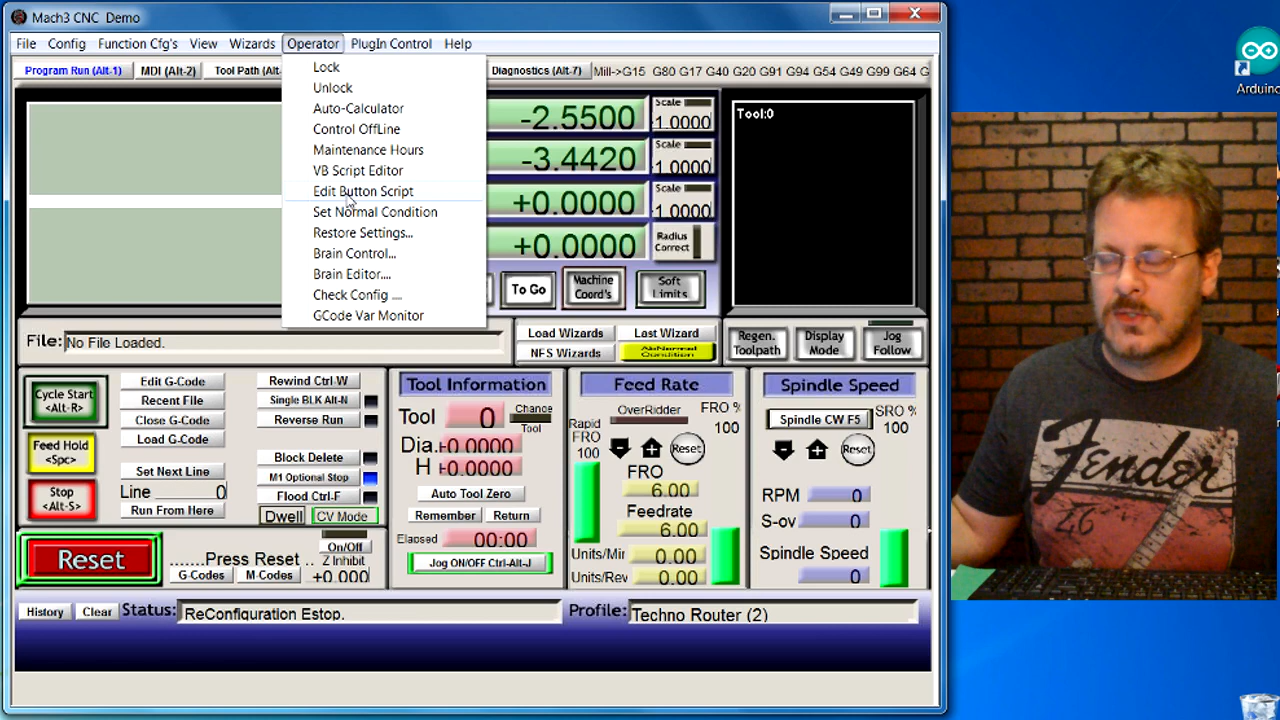 Mach3 CNC Demo
File Config Function Cfg's View Wizards Operator PlugIn Control Help
Program Run (Alt-1) MDI (Alt-2) Tool Path (Alt- Diagnostics (Alt-7) Mill->G15 G80 G17 G40 G20 G91 G94 G54 G49 G99 G64 G
Lock
Unlock
Auto-Calculator
Control OffLine
Maintenance Hours
VB Script Editor
Edit Button Script
Set Normal Condition
Restore Settings...
Brain Control...
Brain Editor....
Check Config ...
GCode Var Monitor
-2.5500 Scale -1.0000
-3.4420 Scale -1.0000
+0.0000 Scale -1.0000
+0.0000 Radius Correct
To Go Machine Coord's Soft Limits
Tool:0
File: No File Loaded.
Load Wizards Last Wizard
NFS Wizards AbNormal Condition
Regen. Toolpath Display Mode Jog Follow
Cycle Start <Alt-R>
Feed Hold <Spc>
Stop <Alt-S>
Edit G-Code
Recent File
Close G-Code
Load G-Code
Set Next Line
Line 0
Run From Here
Rewind Ctrl-W
Single BLK Alt-N
Reverse Run
Block Delete
M1 Optional Stop
Flood Ctrl-F
Dwell CV Mode
Reset
......Press Reset ..
G-Codes M-Codes
On/Off
Z Inhibit
+0.000
Tool Information
Tool 0 Change Tool
Dia. +0.0000
H +0.0000
Auto Tool Zero
Remember Return
Elapsed 00:00
Jog ON/OFF Ctrl-Alt-J
Feed Rate
OverRidder FRO %
100
Rapid FRO 100
Reset
FRO
6.00
Feedrate
6.00
Units/Min 0.00
Units/Rev 0.00
Spindle Speed
Spindle CW F5 SRO %
100
Reset
RPM 0
S-ov 0
Spindle Speed
0
History Clear Status: ReConfiguration Estop. Profile: Techno Router (2)
Arduino
Fender